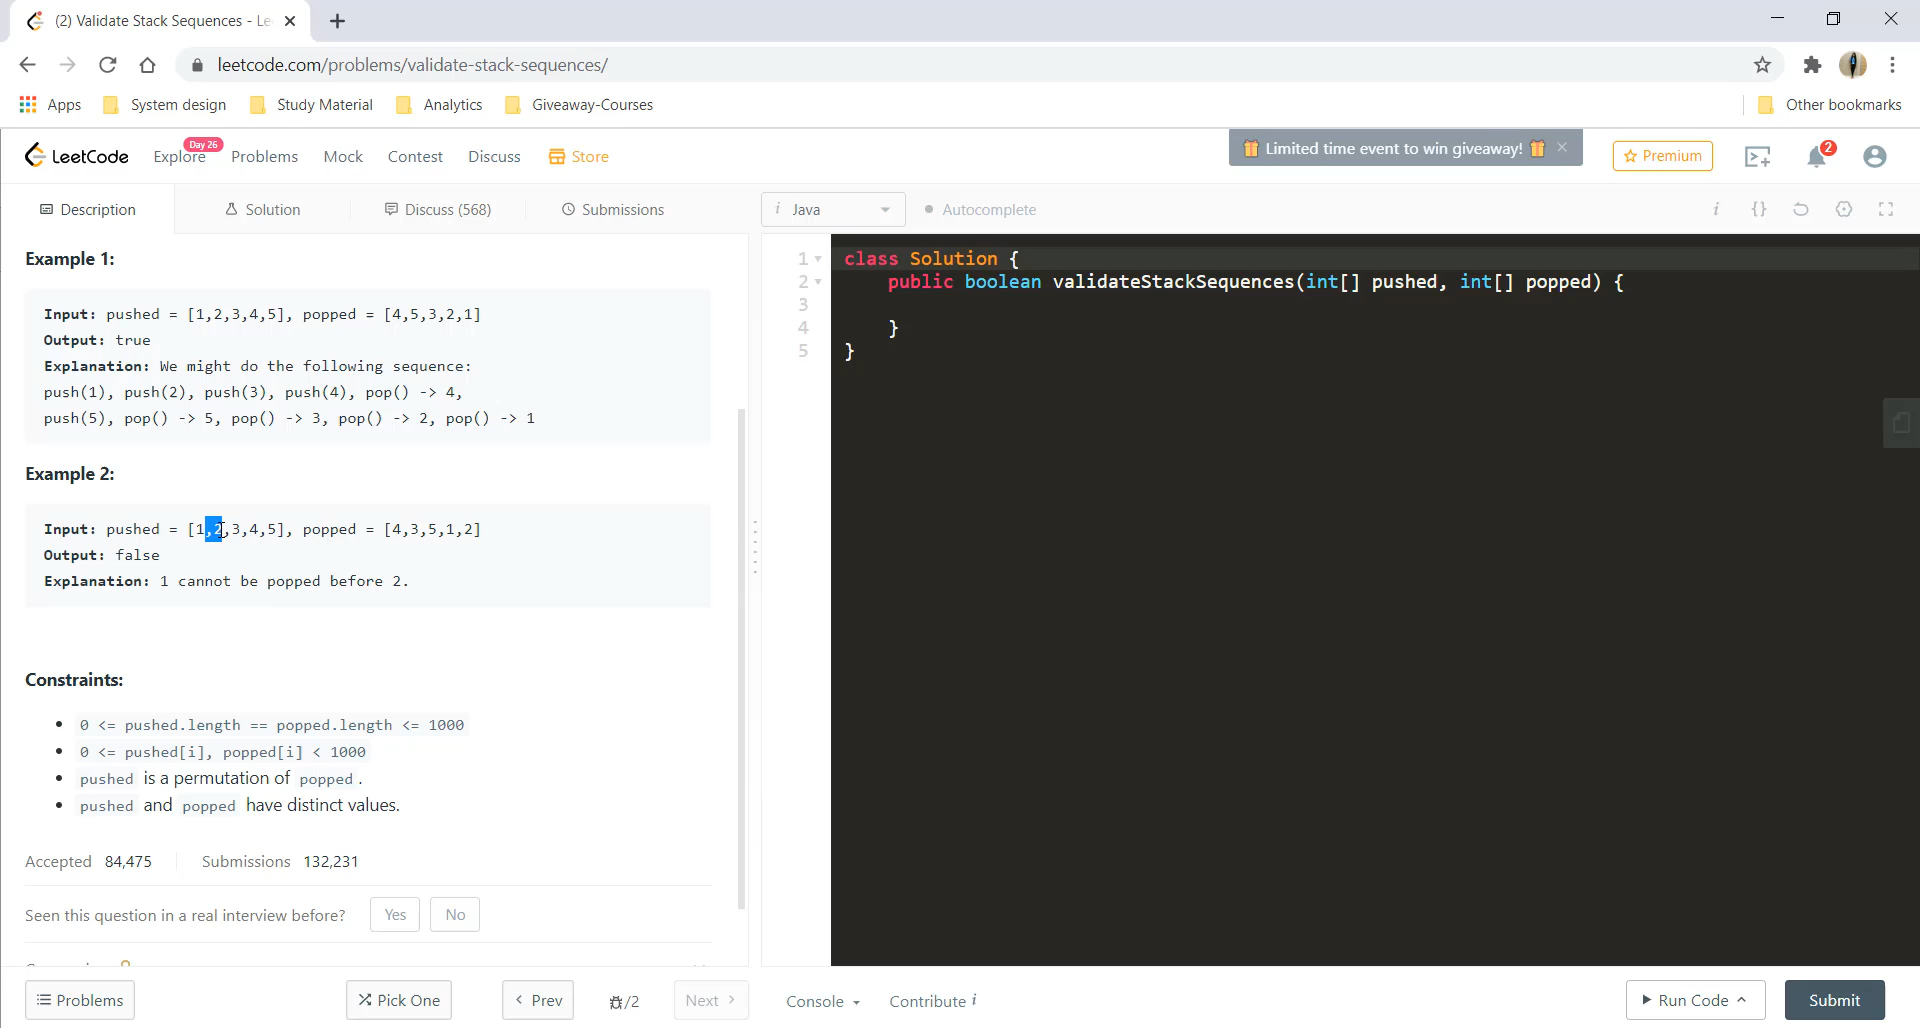 (2) Validate Stack Sequences - Le
leetcode.com/problems/validate-stack-sequences/
Apps System design Study Material Analytics Giveaway-Courses Other bookmarks
LeetCode Explore Day 26 Problems Mock Contest Discuss Store Limited time event to win giveaway! Premium 2
Description Solution Discuss (568) Submissions i Java Autocomplete i {}
Example 1:
Input: pushed = [1,2,3,4,5], popped = [4,5,3,2,1]
Output: true
Explanation: We might do the following sequence:
push(1), push(2), push(3), push(4), pop() -> 4,
push(5), pop() -> 5, pop() -> 3, pop() -> 2, pop() -> 1
Example 2:
Input: pushed = [1,2,3,4,5], popped = [4,3,5,1,2]
Output: false
Explanation: 1 cannot be popped before 2.
Constraints:
0 <= pushed.length == popped.length <= 1000
0 <= pushed[i], popped[i] < 1000
pushed is a permutation of popped.
pushed and popped have distinct values.
Accepted 84,475 Submissions 132,231
Seen this question in a real interview before? Yes No
1 class Solution {
2 public boolean validateStackSequences(int[] pushed, int[] popped) {
3
4 }
5 }
Problems Pick One < Prev /2 Next > Console Contribute i Run Code Submit